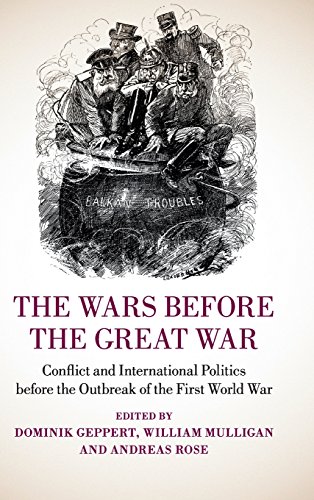 BALKAN TROUBLES
THE WARS BEFORE
THE GREAT WAR
Conflict and International Politics
before the Outbreak of the First World War
EDITED BY
DOMINIK GEPPERT, WILLIAM MULLIGAN
AND ANDREAS ROSE